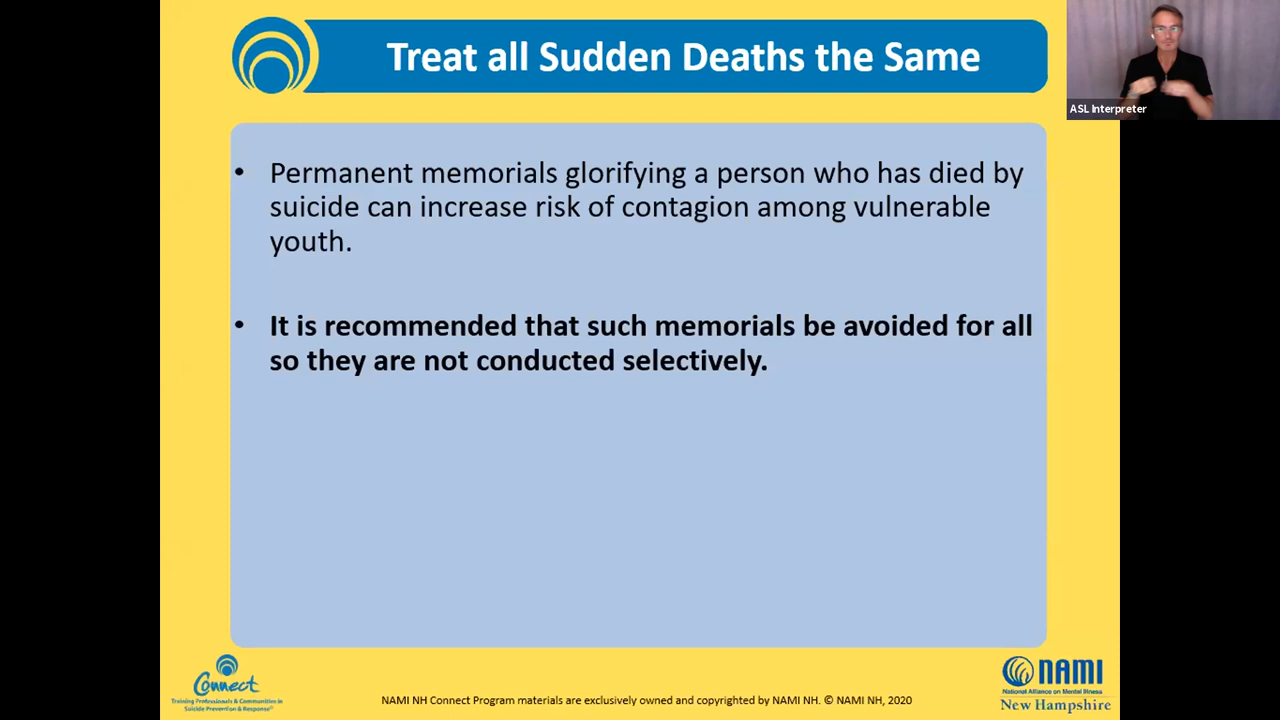 Treat all Sudden Deaths the Same
ASL Interpreter
• Permanent memorials glorifying a person who has died by
suicide can increase risk of contagion among vulnerable
youth.
• It is recommended that such memorials be avoided for all
so they are not conducted selectively.
Connect
Training Professionals & Communities in
Suicide Prevention & Response®
NAMI NH Connect Program materials are exclusively owned and copyrighted by NAMI NH. © NAMI NH, 2020
NAMI
National Alliance on Mental Illness
New Hampshire